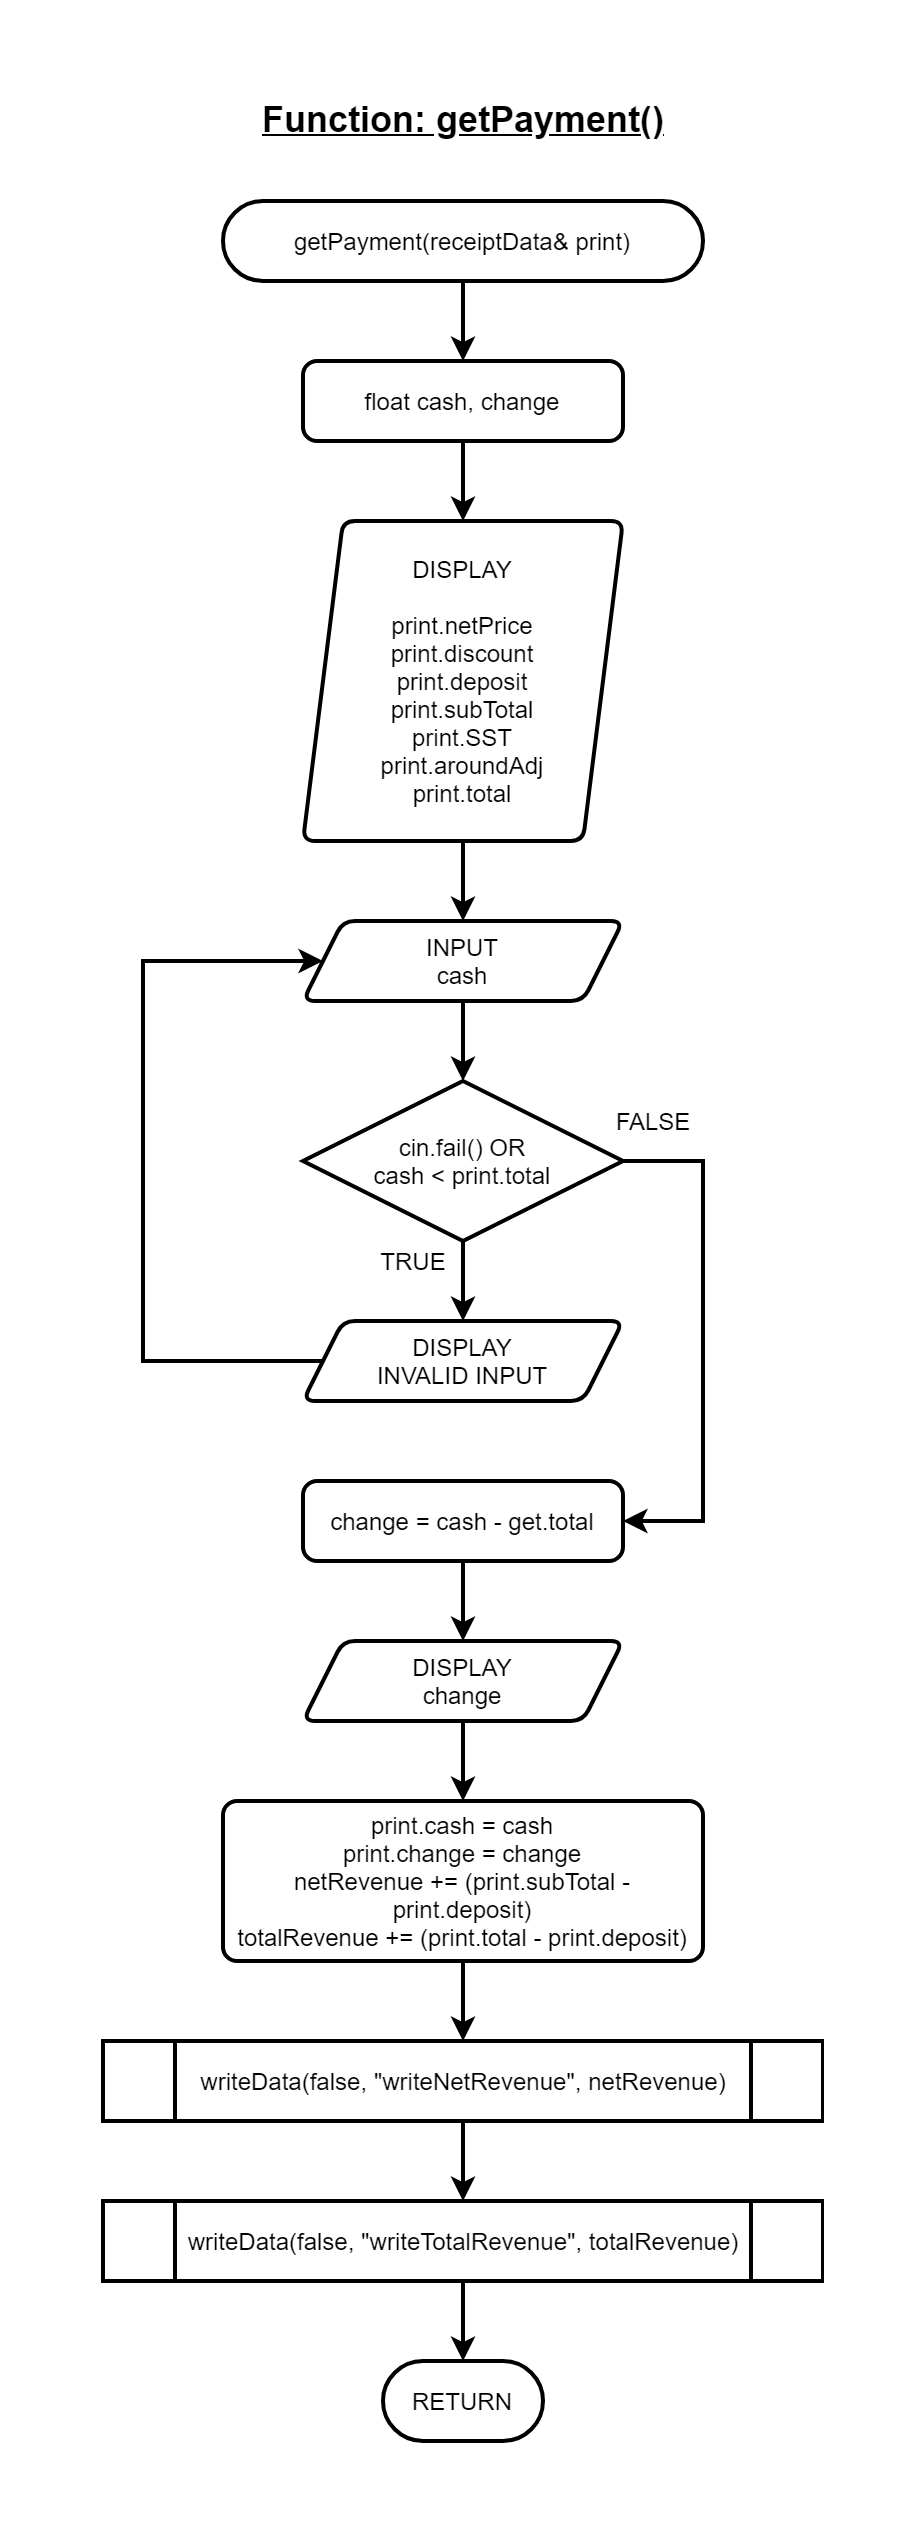 Function: getPayment()
getPayment(receiptData& print)
float cash, change
DISPLAY
print.netPrice
print.discount
print.deposit
print.subTotal
print.SST
print.aroundAdj
print.total
INPUT
cash
cin.fail() OR
cash < print.total
FALSE
TRUE
DISPLAY
INVALID INPUT
change = cash - get.total
DISPLAY
change
print.cash = cash
print.change = change
netRevenue += (print.subTotal -
print.deposit)
totalRevenue += (print.total - print.deposit)
writeData(false, "writeNetRevenue", netRevenue)
writeData(false, "writeTotalRevenue", totalRevenue)
RETURN